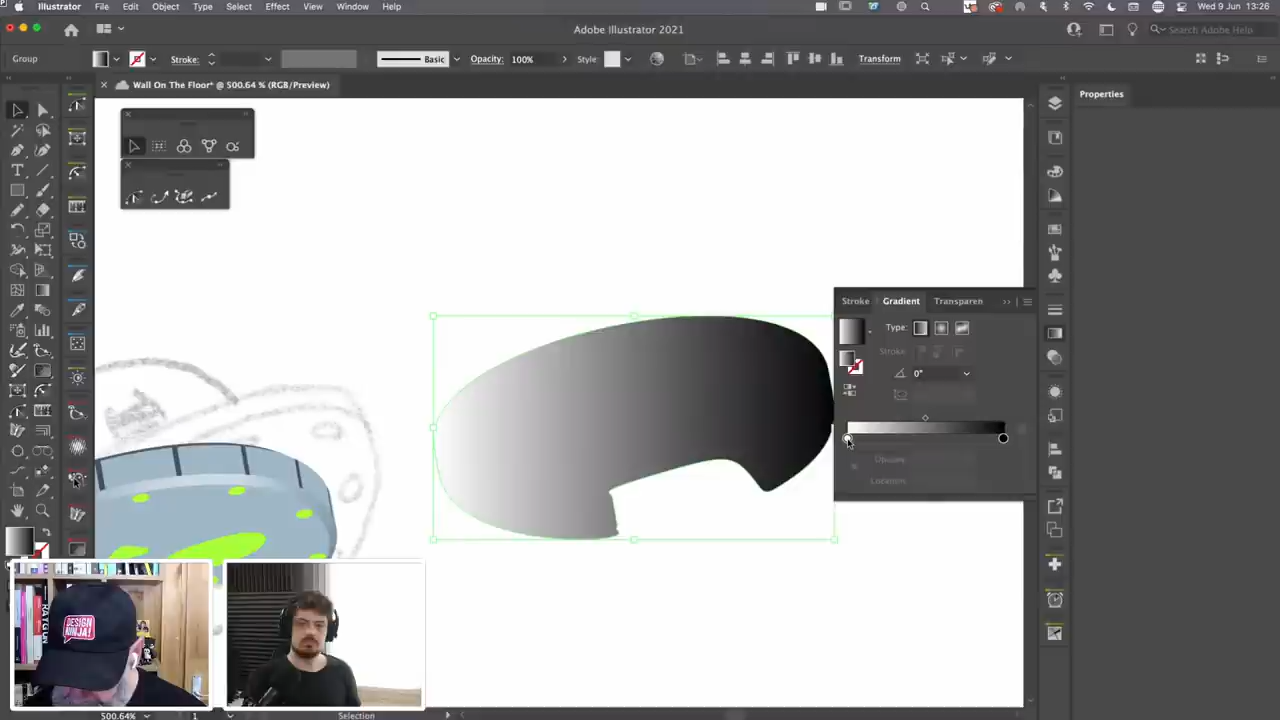 Illustrator File Edit Object Type Select Effect View Window Help Wed 9 Jun 13:26
Adobe Illustrator 2021
Search Adobe Help
Group Stroke: Basic Opacity: 100% Style: Transform
Wall On The Floor* @ 500.64 % (RGB/Preview)
Properties
Stroke Gradient Transparen
Type:
Stroke:
0°
Opacity:
Location:
DESIGN
NINJA!
500.64% 1 Selection